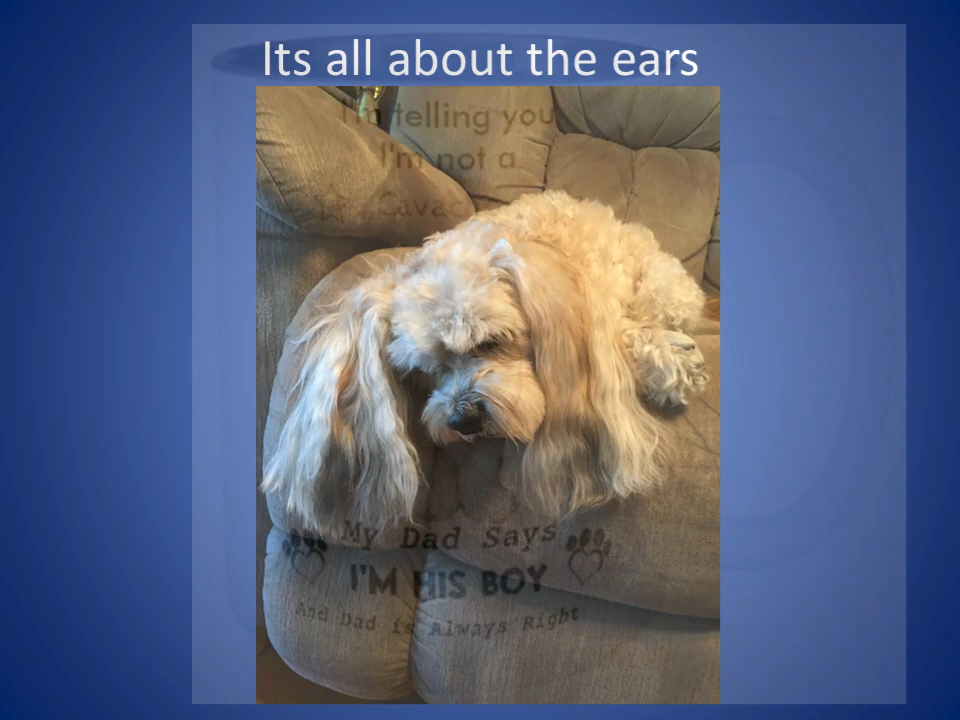 Its all about the ears
I'm telling you
I'm not a
My Dad Says
I'M HIS BOY
And Dad is Always Right